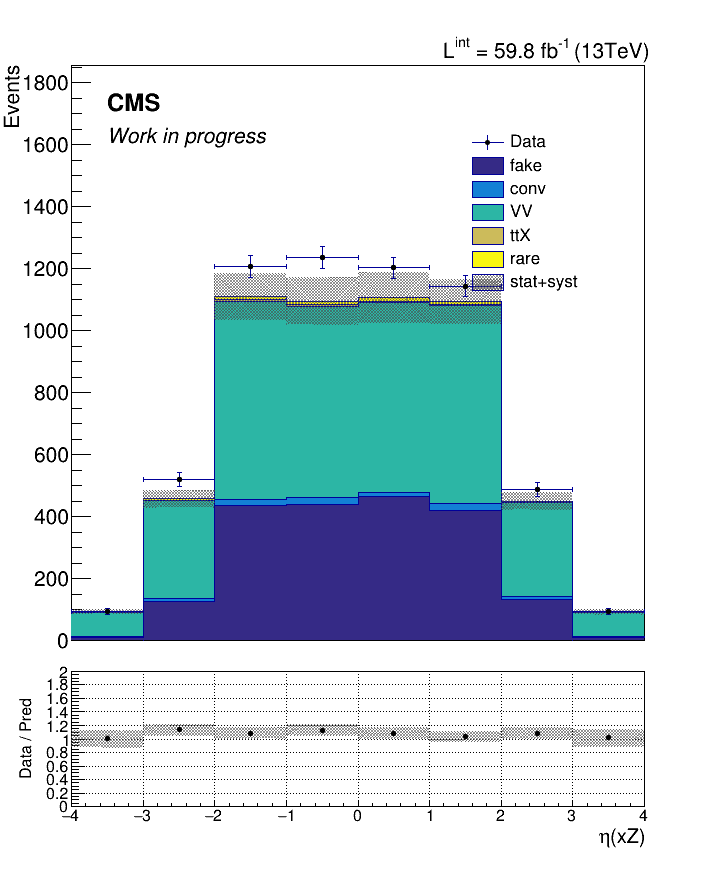 L^int = 59.8 fb^-1 (13TeV)
Events
CMS
Work in progress
Data
fake
conv
VV
ttX
rare
stat+syst
1800
1600
1400
1200
1000
800
600
400
200
0
Data / Pred
2
1.8
1.6
1.4
1.2
1
0.8
0.6
0.4
0.2
0
−4 −3 −2 −1 0 1 2 3 4
η(xZ)